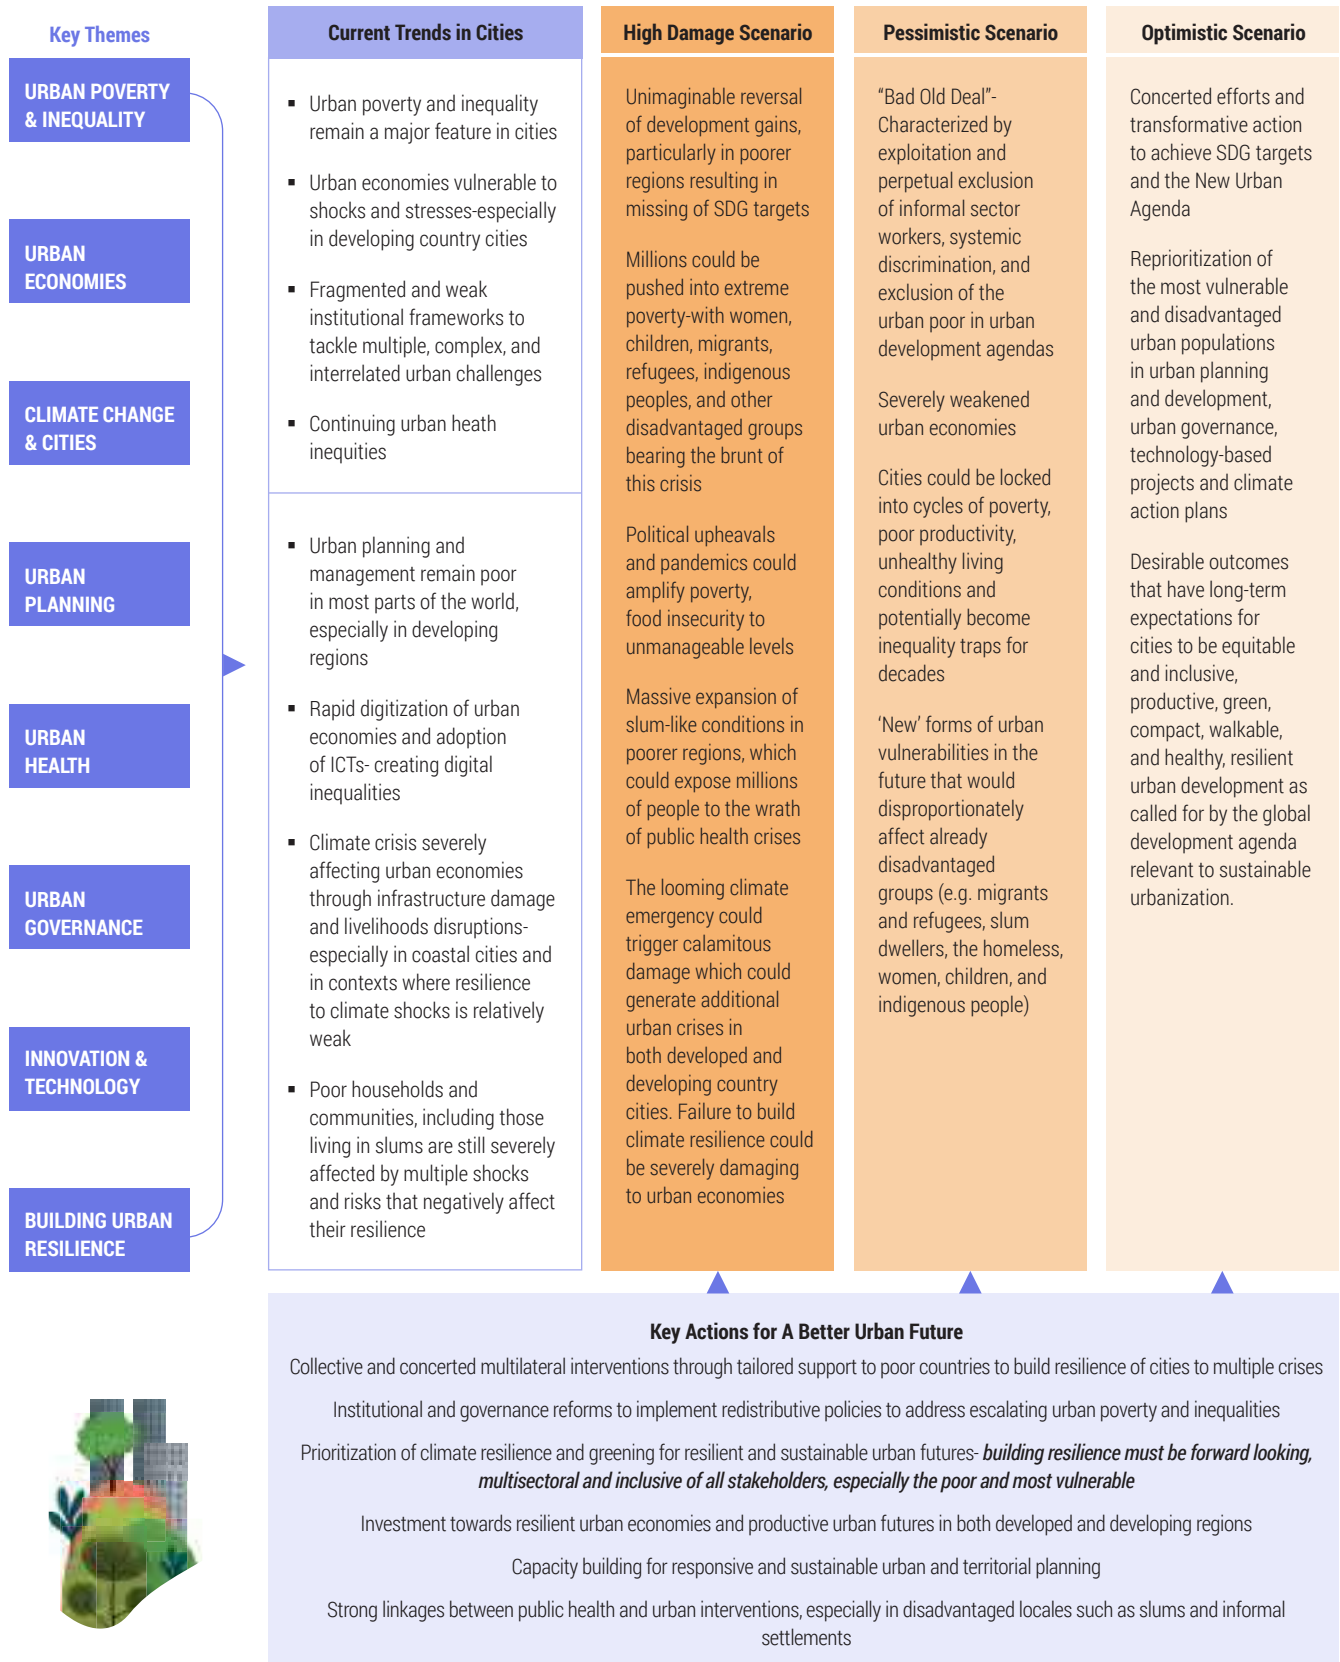 Key Themes
URBAN POVERTY
& INEQUALITY
URBAN
ECONOMIES
CLIMATE CHANGE
& CITIES
URBAN
PLANNING
URBAN
HEALTH
URBAN
GOVERNANCE
INNOVATION &
TECHNOLOGY
BUILDING URBAN
RESILIENCE
Current Trends in Cities
▪ Urban poverty and inequality
remain a major feature in cities
▪ Urban economies vulnerable to
shocks and stresses-especially
in developing country cities
▪ Fragmented and weak
institutional frameworks to
tackle multiple, complex, and
interrelated urban challenges
▪ Continuing urban heath
inequities
▪ Urban planning and
management remain poor
in most parts of the world,
especially in developing
regions
▪ Rapid digitization of urban
economies and adoption
of ICTs- creating digital
inequalities
▪ Climate crisis severely
affecting urban economies
through infrastructure damage
and livelihoods disruptions-
especially in coastal cities and
in contexts where resilience
to climate shocks is relatively
weak
▪ Poor households and
communities, including those
living in slums are still severely
affected by multiple shocks
and risks that negatively affect
their resilience
High Damage Scenario
Unimaginable reversal
of development gains,
particularly in poorer
regions resulting in
missing of SDG targets
Millions could be
pushed into extreme
poverty-with women,
children, migrants,
refugees, indigenous
peoples, and other
disadvantaged groups
bearing the brunt of
this crisis
Political upheavals
and pandemics could
amplify poverty,
food insecurity to
unmanageable levels
Massive expansion of
slum-like conditions in
poorer regions, which
could expose millions
of people to the wrath
of public health crises
The looming climate
emergency could
trigger calamitous
damage which could
generate additional
urban crises in
both developed and
developing country
cities. Failure to build
climate resilience could
be severely damaging
to urban economies
Pessimistic Scenario
“Bad Old Deal”-
Characterized by
exploitation and
perpetual exclusion
of informal sector
workers, systemic
discrimination, and
exclusion of the
urban poor in urban
development agendas
Severely weakened
urban economies
Cities could be locked
into cycles of poverty,
poor productivity,
unhealthy living
conditions and
potentially become
inequality traps for
decades
‘New’ forms of urban
vulnerabilities in the
future that would
disproportionately
affect already
disadvantaged
groups (e.g. migrants
and refugees, slum
dwellers, the homeless,
women, children, and
indigenous people)
Optimistic Scenario
Concerted efforts and
transformative action
to achieve SDG targets
and the New Urban
Agenda
Reprioritization of
the most vulnerable
and disadvantaged
urban populations
in urban planning
and development,
urban governance,
technology-based
projects and climate
action plans
Desirable outcomes
that have long-term
expectations for
cities to be equitable
and inclusive,
productive, green,
compact, walkable,
and healthy, resilient
urban development as
called for by the global
development agenda
relevant to sustainable
urbanization.
Key Actions for A Better Urban Future
Collective and concerted multilateral interventions through tailored support to poor countries to build resilience of cities to multiple crises
Institutional and governance reforms to implement redistributive policies to address escalating urban poverty and inequalities
Prioritization of climate resilience and greening for resilient and sustainable urban futures- building resilience must be forward looking,
multisectoral and inclusive of all stakeholders, especially the poor and most vulnerable
Investment towards resilient urban economies and productive urban futures in both developed and developing regions
Capacity building for responsive and sustainable urban and territorial planning
Strong linkages between public health and urban interventions, especially in disadvantaged locales such as slums and informal
settlements